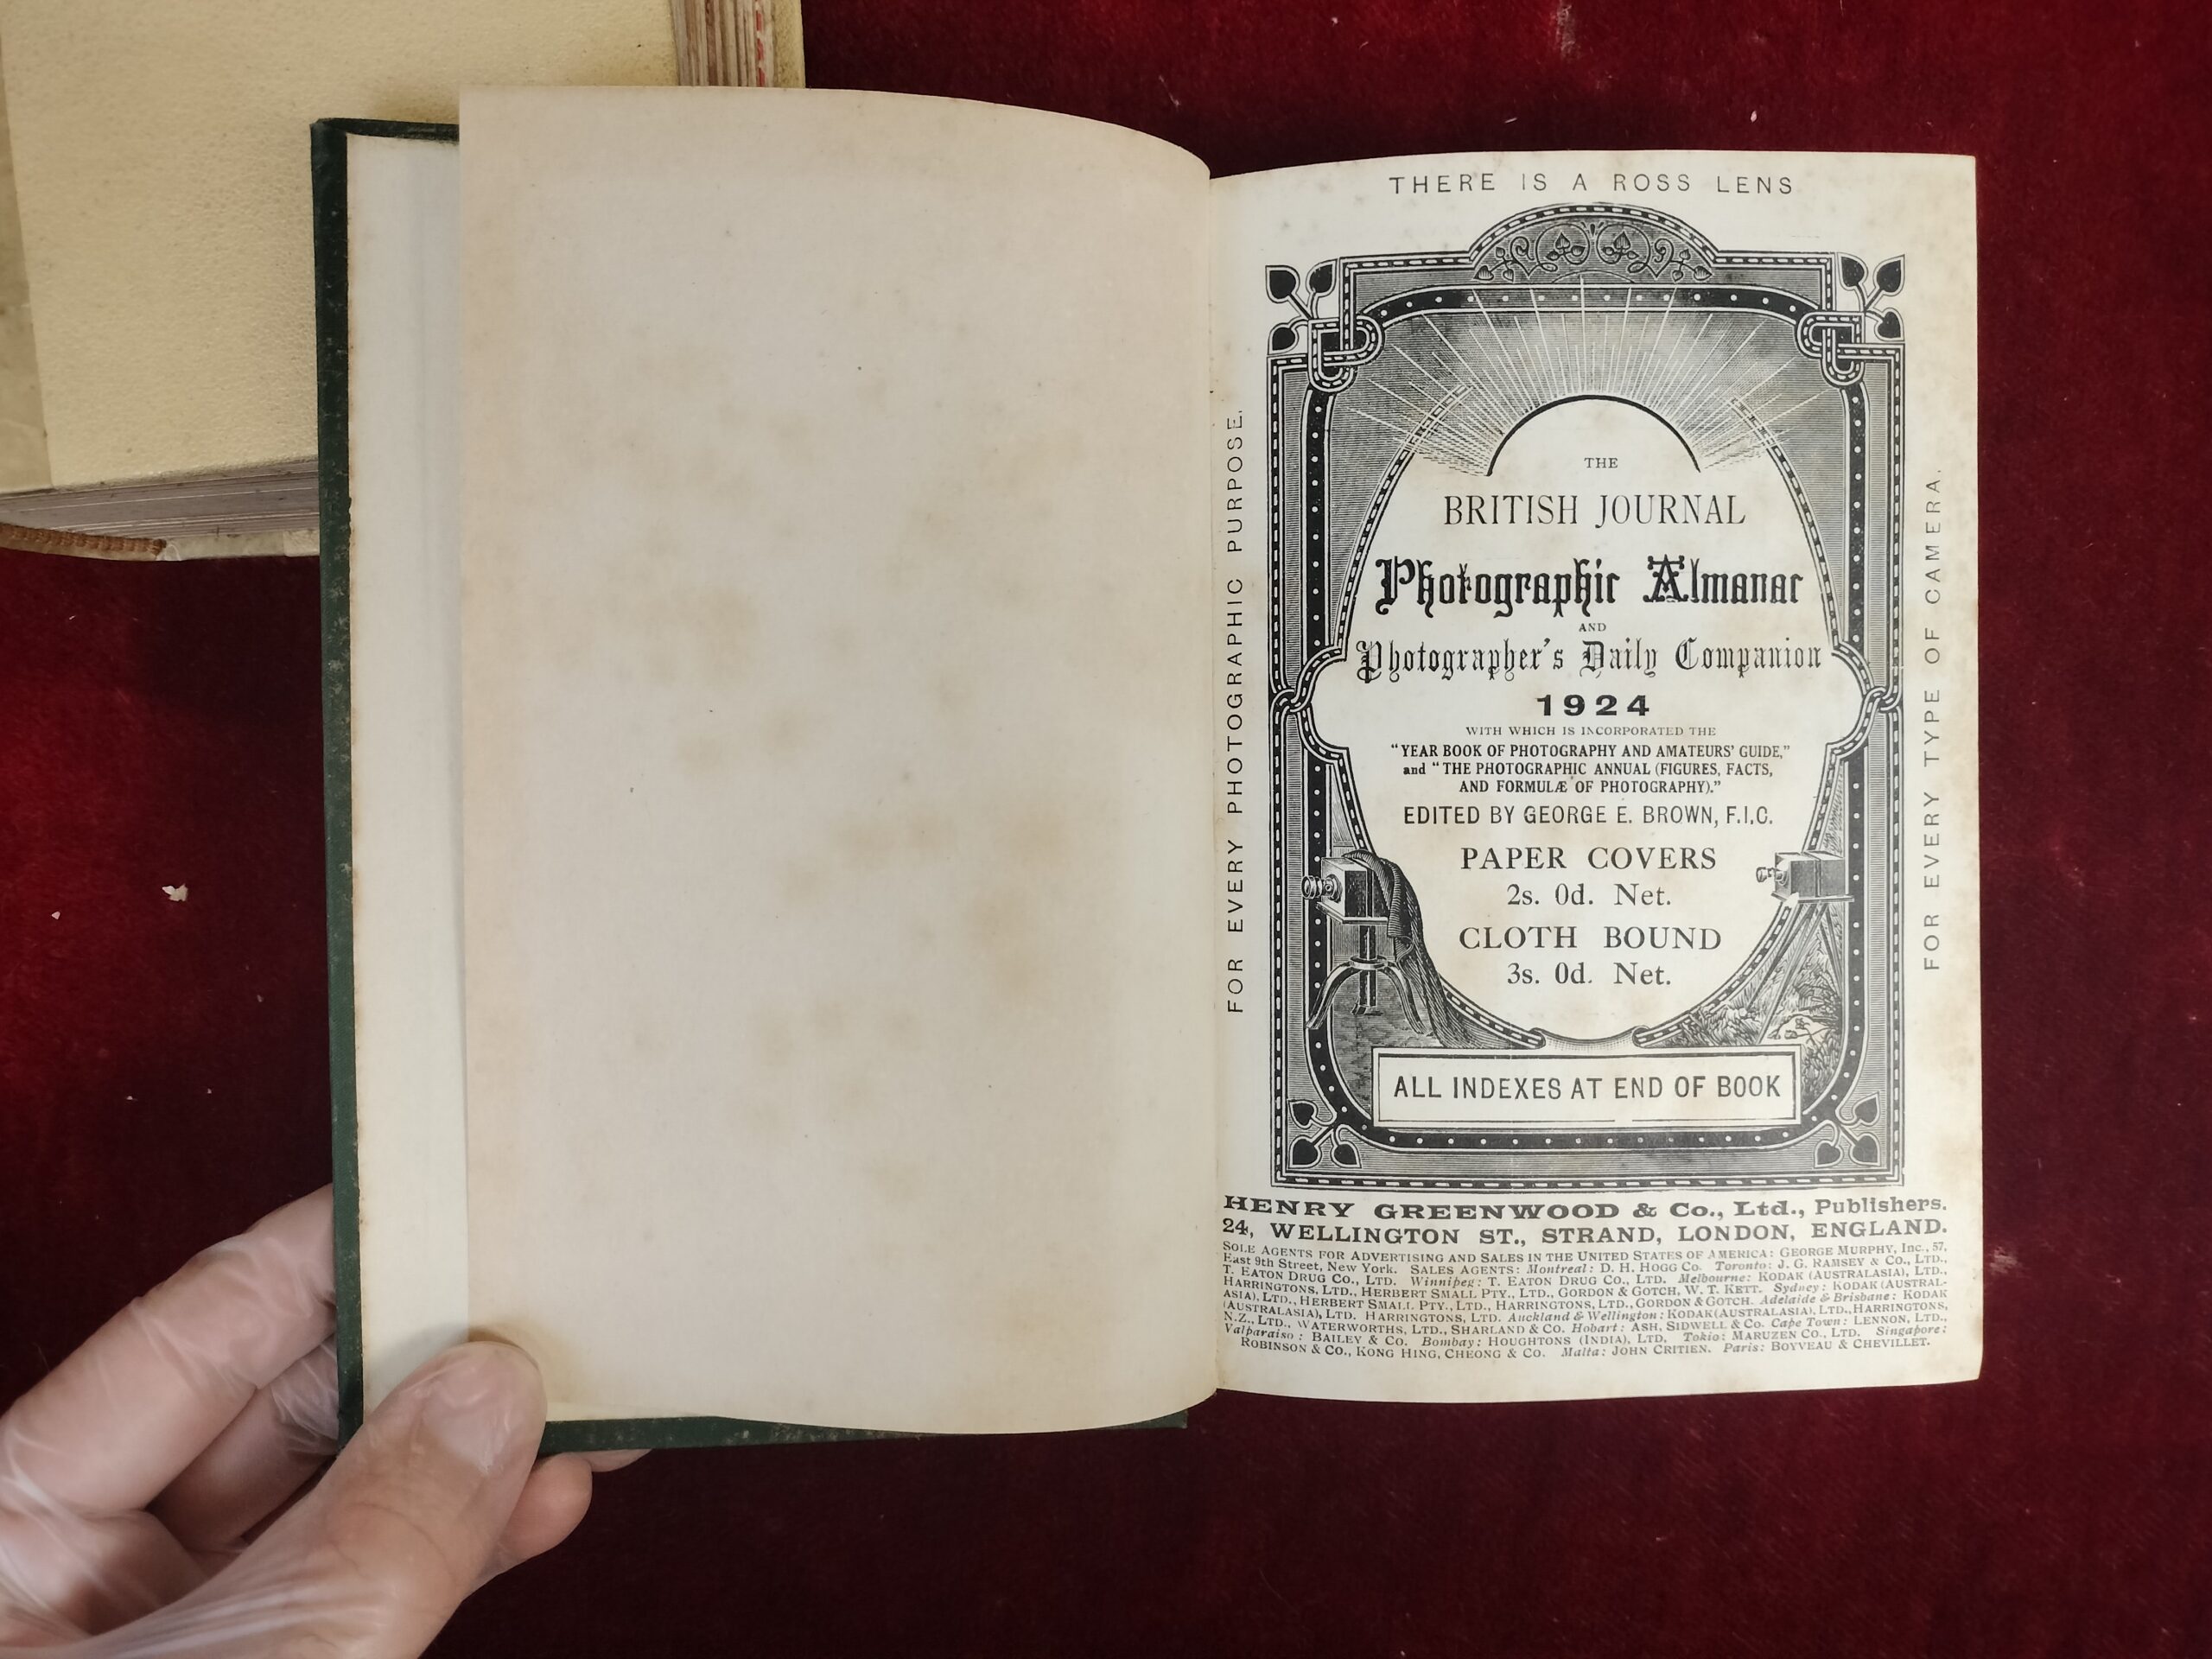 THERE IS A ROSS LENS
FOR EVERY PHOTOGRAPHIC PURPOSE.
FOR EVERY TYPE OF CAMERA.
THE
BRITISH JOURNAL
Photographic Almanac
AND
Photographer's Daily Companion
1924
WITH WHICH IS INCORPORATED THE
"YEAR BOOK OF PHOTOGRAPHY AND AMATEURS' GUIDE,"
and "THE PHOTOGRAPHIC ANNUAL (FIGURES, FACTS,
AND FORMULÆ OF PHOTOGRAPHY)."
EDITED BY GEORGE E. BROWN, F.I.C.
PAPER COVERS
2s. 0d. Net.
CLOTH BOUND
3s. 0d. Net.
ALL INDEXES AT END OF BOOK
HENRY GREENWOOD & Co., Ltd., Publishers.
24, WELLINGTON ST., STRAND, LONDON, ENGLAND.
SOLE AGENTS FOR ADVERTISING AND SALES IN THE UNITED STATES OF AMERICA: GEORGE MURPHY, Inc., 57,
East 9th Street, New York. SALES AGENTS: Montreal: D. H. HOGG Co. Toronto: J. G. RAMSEY & Co., LTD.,
T. EATON DRUG Co., LTD. Winnipeg: T. EATON DRUG Co., LTD. Melbourne: KODAK (AUSTRALASIA), LTD.,
HARRINGTONS, LTD., HERBERT SMALL PTY., LTD., GORDON & GOTCH, W. T. KETT. Sydney: KODAK (AUSTRAL-
ASIA), LTD., HERBERT SMALL PTY., LTD., HARRINGTONS, LTD., GORDON & GOTCH. Adelaide & Brisbane: KODAK
(AUSTRALASIA), LTD. HARRINGTONS, LTD. Auckland & Wellington: KODAK (AUSTRALASIA), LTD., HARRINGTONS,
N.Z., LTD., WATERWORTHS, LTD., SHARLAND & CO. Hobart: ASH, SIDWELL & Co. Cape Town: LENNON, LTD.,
Valparaiso: BAILEY & CO. Bombay: HOUGHTONS (INDIA), LTD. Tokio: MARUZEN CO., LTD. Singapore:
ROBINSON & CO., KONG HING, CHEONG & CO. Malta: JOHN CRITIEN. Paris: BOYVEAU & CHEVILLET.